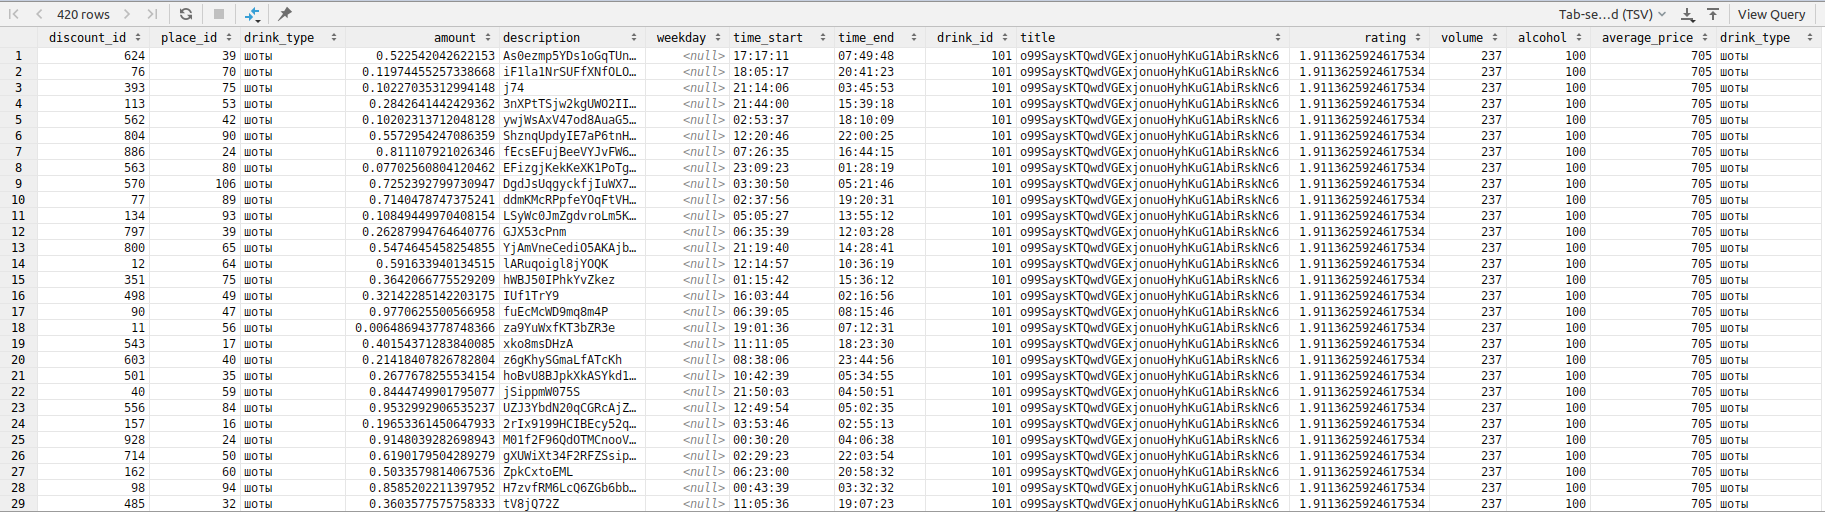 420 rows Tab-se...d (TSV) View Query
discount_id place_id drink_type amount description weekday time_start time_end drink_id title rating volume alcohol average_price drink_type
1 624 39 шоты 0.522542042622153 As0ezmp5YDs1oGqTUn… <null> 17:17:11 07:49:48 101 o99SaysKTQwdVGExjonuoHyhKuG1AbiRskNc6 1.9113625924617534 237 100 705 шоты
2 76 70 шоты 0.11974455257338668 iF1la1NrSUFfXNfOLO… <null> 18:05:17 20:41:23 101 o99SaysKTQwdVGExjonuoHyhKuG1AbiRskNc6 1.9113625924617534 237 100 705 шоты
3 393 75 шоты 0.10227035312994148 j74 <null> 21:14:06 03:45:53 101 o99SaysKTQwdVGExjonuoHyhKuG1AbiRskNc6 1.9113625924617534 237 100 705 шоты
4 113 53 шоты 0.2842641442429362 3nXPtTSjw2kgUWO2II… <null> 21:44:00 15:39:18 101 o99SaysKTQwdVGExjonuoHyhKuG1AbiRskNc6 1.9113625924617534 237 100 705 шоты
5 562 42 шоты 0.10202313712048128 ywjWsAxV47od8AuaG5… <null> 02:53:37 18:10:09 101 o99SaysKTQwdVGExjonuoHyhKuG1AbiRskNc6 1.9113625924617534 237 100 705 шоты
6 804 90 шоты 0.5572954247086359 ShznqUpdyIE7aP6tnH… <null> 12:20:46 22:00:25 101 o99SaysKTQwdVGExjonuoHyhKuG1AbiRskNc6 1.9113625924617534 237 100 705 шоты
7 886 24 шоты 0.811107921026346 fEcsEFujBeeVYJvFW6… <null> 07:26:35 16:44:15 101 o99SaysKTQwdVGExjonuoHyhKuG1AbiRskNc6 1.9113625924617534 237 100 705 шоты
8 563 80 шоты 0.07702560804120462 EFizgjKekKeXK1PoTg… <null> 23:09:23 01:28:19 101 o99SaysKTQwdVGExjonuoHyhKuG1AbiRskNc6 1.9113625924617534 237 100 705 шоты
9 570 106 шоты 0.7252392799730947 DgdJsUqgyckfjIuWX7… <null> 03:30:50 05:21:46 101 o99SaysKTQwdVGExjonuoHyhKuG1AbiRskNc6 1.9113625924617534 237 100 705 шоты
10 77 89 шоты 0.7140478747375241 ddmKMcRPpfeYOqFtVH… <null> 02:37:56 19:20:31 101 o99SaysKTQwdVGExjonuoHyhKuG1AbiRskNc6 1.9113625924617534 237 100 705 шоты
11 134 93 шоты 0.10849449970408154 LSyWc0JmZgdvroLm5K… <null> 05:05:27 13:55:12 101 o99SaysKTQwdVGExjonuoHyhKuG1AbiRskNc6 1.9113625924617534 237 100 705 шоты
12 797 39 шоты 0.26287994764640776 GJX53cPnm <null> 06:35:39 12:03:28 101 o99SaysKTQwdVGExjonuoHyhKuG1AbiRskNc6 1.9113625924617534 237 100 705 шоты
13 800 65 шоты 0.5474645458254855 YjAmVneCediO5AKAjb… <null> 21:19:40 14:28:41 101 o99SaysKTQwdVGExjonuoHyhKuG1AbiRskNc6 1.9113625924617534 237 100 705 шоты
14 12 64 шоты 0.591633940134515 lARuqoigl8jYOQK <null> 12:14:57 10:36:19 101 o99SaysKTQwdVGExjonuoHyhKuG1AbiRskNc6 1.9113625924617534 237 100 705 шоты
15 351 75 шоты 0.3642066775529209 hWBJ50IPhkYvZkez <null> 01:15:42 15:36:12 101 o99SaysKTQwdVGExjonuoHyhKuG1AbiRskNc6 1.9113625924617534 237 100 705 шоты
16 498 49 шоты 0.32142285142203175 IUf1TrY9 <null> 16:03:44 02:16:56 101 o99SaysKTQwdVGExjonuoHyhKuG1AbiRskNc6 1.9113625924617534 237 100 705 шоты
17 90 47 шоты 0.9770625500566958 fuEcMcWD9mq8m4P <null> 06:39:05 08:15:46 101 o99SaysKTQwdVGExjonuoHyhKuG1AbiRskNc6 1.9113625924617534 237 100 705 шоты
18 11 56 шоты 0.006486943778748366 za9YuWxfKT3bZR3e <null> 19:01:36 07:12:31 101 o99SaysKTQwdVGExjonuoHyhKuG1AbiRskNc6 1.9113625924617534 237 100 705 шоты
19 543 17 шоты 0.40154371283840085 xko8msDHzA <null> 11:11:05 18:23:30 101 o99SaysKTQwdVGExjonuoHyhKuG1AbiRskNc6 1.9113625924617534 237 100 705 шоты
20 603 40 шоты 0.21418407826782804 z6gKhySGmaLfATcKh <null> 08:38:06 23:44:56 101 o99SaysKTQwdVGExjonuoHyhKuG1AbiRskNc6 1.9113625924617534 237 100 705 шоты
21 501 35 шоты 0.2677678255534154 hoBvU8BJpkXkASYkd1… <null> 10:42:39 05:34:55 101 o99SaysKTQwdVGExjonuoHyhKuG1AbiRskNc6 1.9113625924617534 237 100 705 шоты
22 40 59 шоты 0.8444749901795077 jSippmW075S <null> 21:50:03 04:50:51 101 o99SaysKTQwdVGExjonuoHyhKuG1AbiRskNc6 1.9113625924617534 237 100 705 шоты
23 556 84 шоты 0.9532992906535237 UZJ3YbdN20qCGRcAjZ… <null> 12:49:54 05:02:35 101 o99SaysKTQwdVGExjonuoHyhKuG1AbiRskNc6 1.9113625924617534 237 100 705 шоты
24 157 16 шоты 0.19653361450647933 2rIx9199HCIBEcy52q… <null> 03:53:46 02:55:13 101 o99SaysKTQwdVGExjonuoHyhKuG1AbiRskNc6 1.9113625924617534 237 100 705 шоты
25 928 24 шоты 0.9148039282698943 M01f2F96QdOTMCnooV… <null> 00:30:20 04:06:38 101 o99SaysKTQwdVGExjonuoHyhKuG1AbiRskNc6 1.9113625924617534 237 100 705 шоты
26 714 50 шоты 0.6190179504289279 gXUWiXt34F2RFZSsip… <null> 02:29:23 22:03:54 101 o99SaysKTQwdVGExjonuoHyhKuG1AbiRskNc6 1.9113625924617534 237 100 705 шоты
27 162 60 шоты 0.5033579814067536 ZpkCxtoEML <null> 06:23:00 20:58:32 101 o99SaysKTQwdVGExjonuoHyhKuG1AbiRskNc6 1.9113625924617534 237 100 705 шоты
28 98 94 шоты 0.8585202211397952 H7zvfRM6LcQ6ZGb6bb… <null> 00:43:39 03:32:32 101 o99SaysKTQwdVGExjonuoHyhKuG1AbiRskNc6 1.9113625924617534 237 100 705 шоты
29 485 32 шоты 0.3603577575758333 tV8jQ72Z <null> 11:05:36 19:07:23 101 o99SaysKTQwdVGExjonuoHyhKuG1AbiRskNc6 1.9113625924617534 237 100 705 шоты